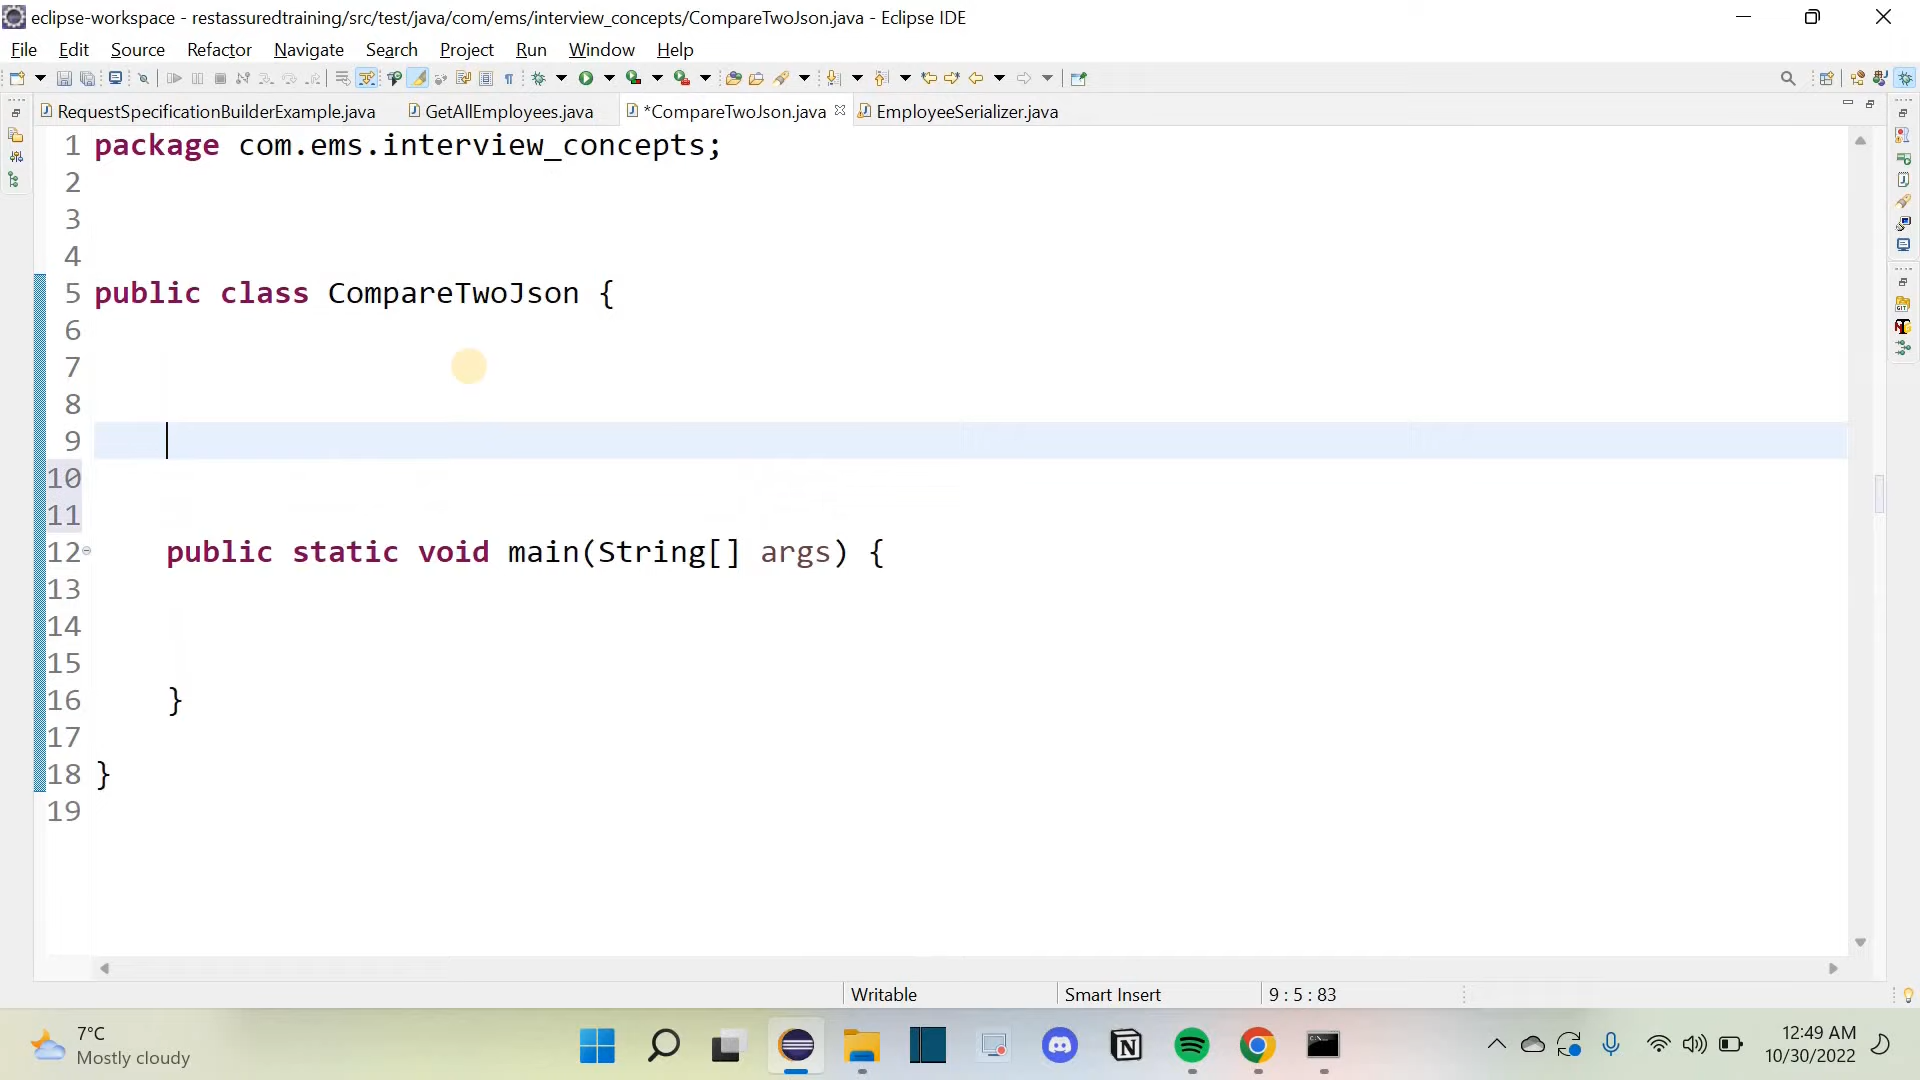 eclipse-workspace - restassuredtraining/src/test/java/com/ems/interview_concepts/CompareTwoJson.java - Eclipse IDE
File Edit Source Refactor Navigate Search Project Run Window Help
RequestSpecificationBuilderExample.java GetAllEmployees.java *CompareTwoJson.java EmployeeSerializer.java
1 package com.ems.interview_concepts;
2
3
4
5 public class CompareTwoJson {
6
7
8
9
10
11
12 public static void main(String[] args) {
13
14
15
16 }
17
18 }
19
Writable Smart Insert 9 : 5 : 83
7°C
Mostly cloudy
12:49 AM
10/30/2022